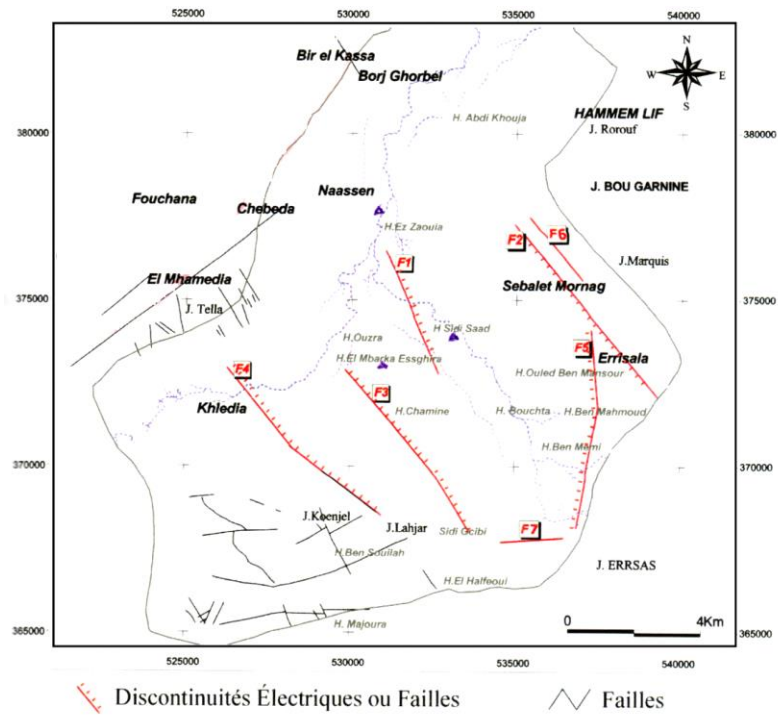 525000 530000 535000 540000
Bir el Kassa
Borj Ghorbel
N
W E
S
H. Abdi Khouja
HAMMEM LIF
J. Rorouf
380000 380000
Fouchana
Chebeda
Naassen
J. BOU GARNINE
H.Ez Zaouia
F2 F6
F1
J.Marquis
El Mhamedia
Sebalet Mornag
375000 375000
J. Tella
H Sidi Saad
H.Ouzra
F5
Errisala
H.El Mbarka Essghira
F4
H.Ouled Ben Mansour
F3
Khledia
H.Chamine
H. Bouchta
H.Ben Mahmoud
H.Ben Memi
370000 370000
J.Koenjel
J.Lahjar
Sidi Gcibi
F7
H.Ben Souilah
J. ERRSAS
H.El Halfeoui
H. Majoura
0 4Km
365000 365000
525000 530000 535000 540000
Discontinuités Électriques ou Failles
Failles